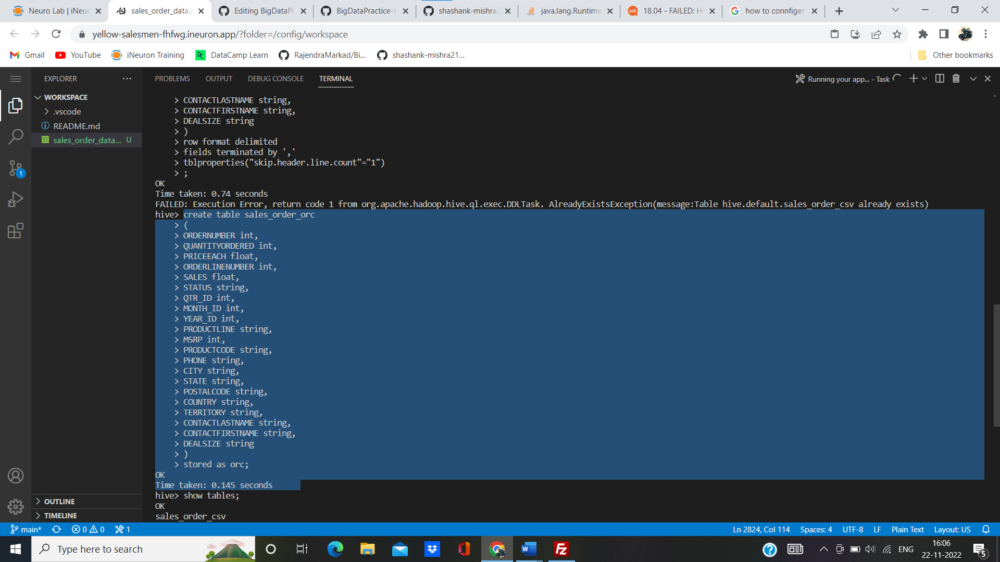 Neuro Lab | iNeur
sales_order_data.c
Editing BigDataPr
BigDataPractice-H
shashank-mishra2
java.lang.Runtime
18.04 - FAILED: Hi
how to connfiger
yellow-salesmen-fhfwg.ineuron.app/?folder=/config/workspace
Gmail
YouTube
iNeuron Training
DataCamp Learn
RajendraMarkad/Bi...
shashank-mishra21...
Other bookmarks
EXPLORER
PROBLEMS
OUTPUT
DEBUG CONSOLE
TERMINAL
Running your app... - Task
WORKSPACE
.vscode
README.md
sales_order_data... U
> CONTACTLASTNAME string,
> CONTACTFIRSTNAME string,
> DEALSIZE string
> )
> row format delimited
> fields terminated by ','
> tblproperties("skip.header.line.count"="1")
> ;
OK
Time taken: 0.74 seconds
FAILED: Execution Error, return code 1 from org.apache.hadoop.hive.ql.exec.DDLTask. AlreadyExistsException(message:Table hive.default.sales_order_csv already exists)
hive> create table sales_order_orc
> (
> ORDERNUMBER int,
> QUANTITYORDERED int,
> PRICEEACH float,
> ORDERLINENUMBER int,
> SALES float,
> STATUS string,
> QTR_ID int,
> MONTH_ID int,
> YEAR_ID int,
> PRODUCTLINE string,
> MSRP int,
> PRODUCTCODE string,
> PHONE string,
> CITY string,
> STATE string,
> POSTALCODE string,
> COUNTRY string,
> TERRITORY string,
> CONTACTLASTNAME string,
> CONTACTFIRSTNAME string,
> DEALSIZE string
> )
> stored as orc;
OK
Time taken: 0.145 seconds
hive> show tables;
OK
sales_order_csv
1
OUTLINE
TIMELINE
main*
0 0
1
Ln 2824, Col 114
Spaces: 4
UTF-8
LF
Plain Text
Layout: US
Type here to search
ENG
16:06
22-11-2022
5